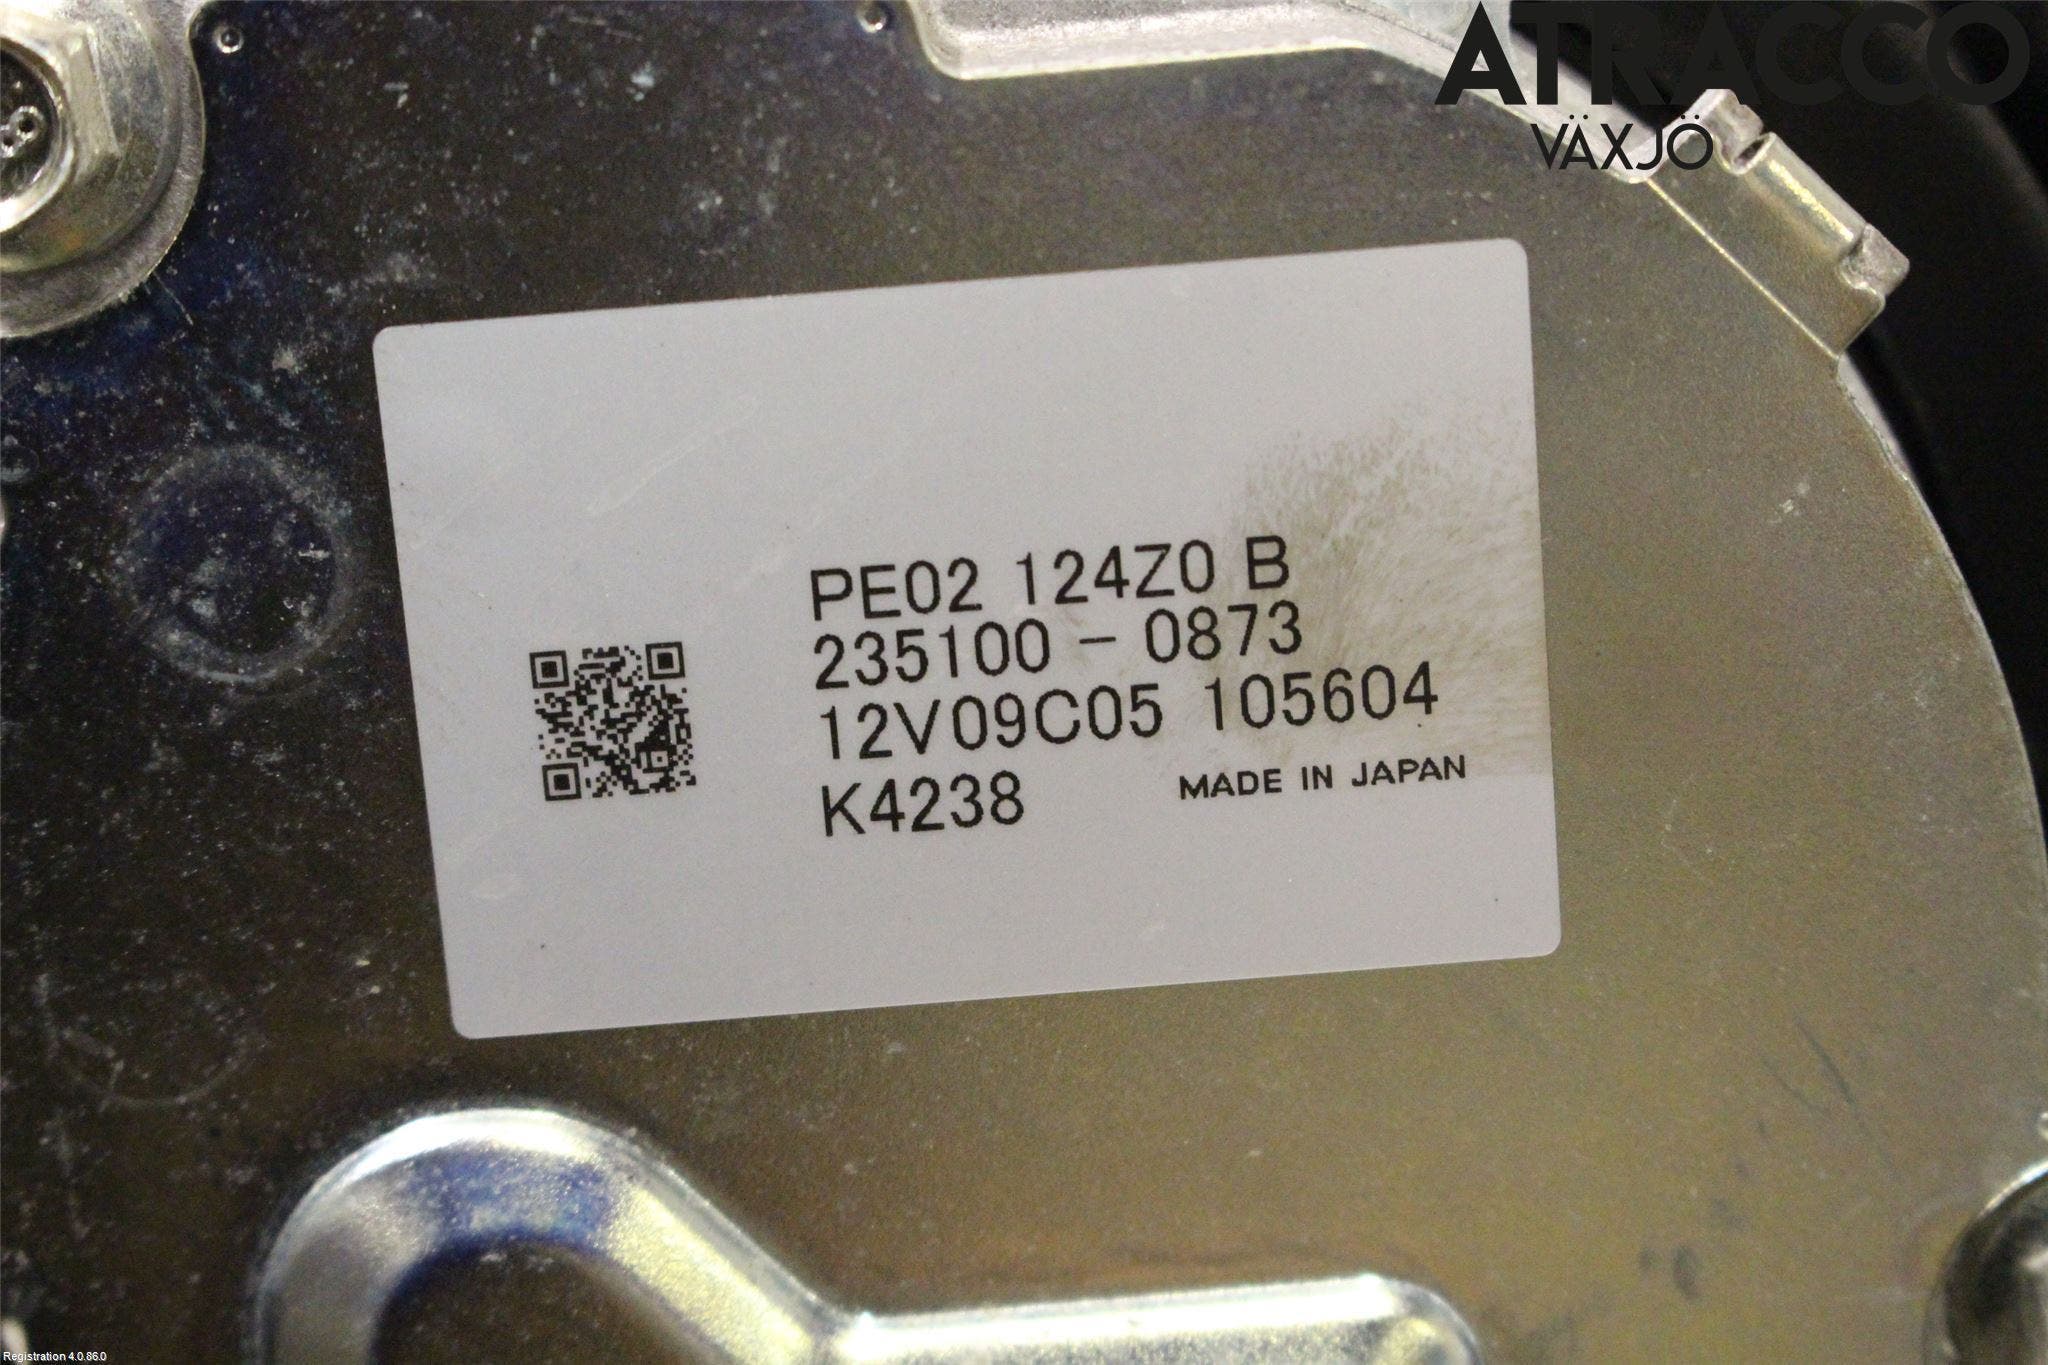 ATRACCO
VÄXJÖ
PE02 124Z0 B
235100 - 0873
12V09C05 105604
K4238
MADE IN JAPAN
Registration 4.0.86.0